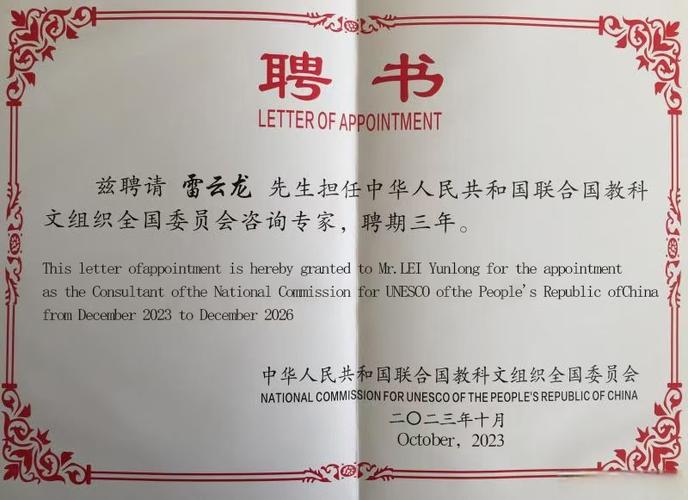 聘书
LETTER OF APPOINTMENT
兹聘请 雷云龙 先生担任中华人民共和国联合国教科
文组织全国委员会咨询专家，聘期三年。
This letter ofappointment is hereby granted to Mr.LEI Yunlong for the appointment
as the Consultant ofthe National Commission for UNESCO ofthe People's Republic ofChina
from December 2023 to December 2026
中华人民共和国联合国教科文组织全国委员会
NATIONAL COMMISSION FOR UNESCO OF THE PEOPLE'S REPUBLIC OF CHINA
二〇二三年十月
October, 2023